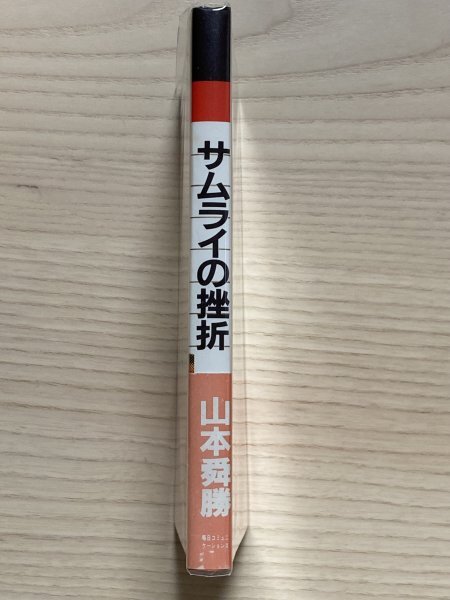 サムライの挫折
山本舜勝
毎日コミュニ
ケーションズ